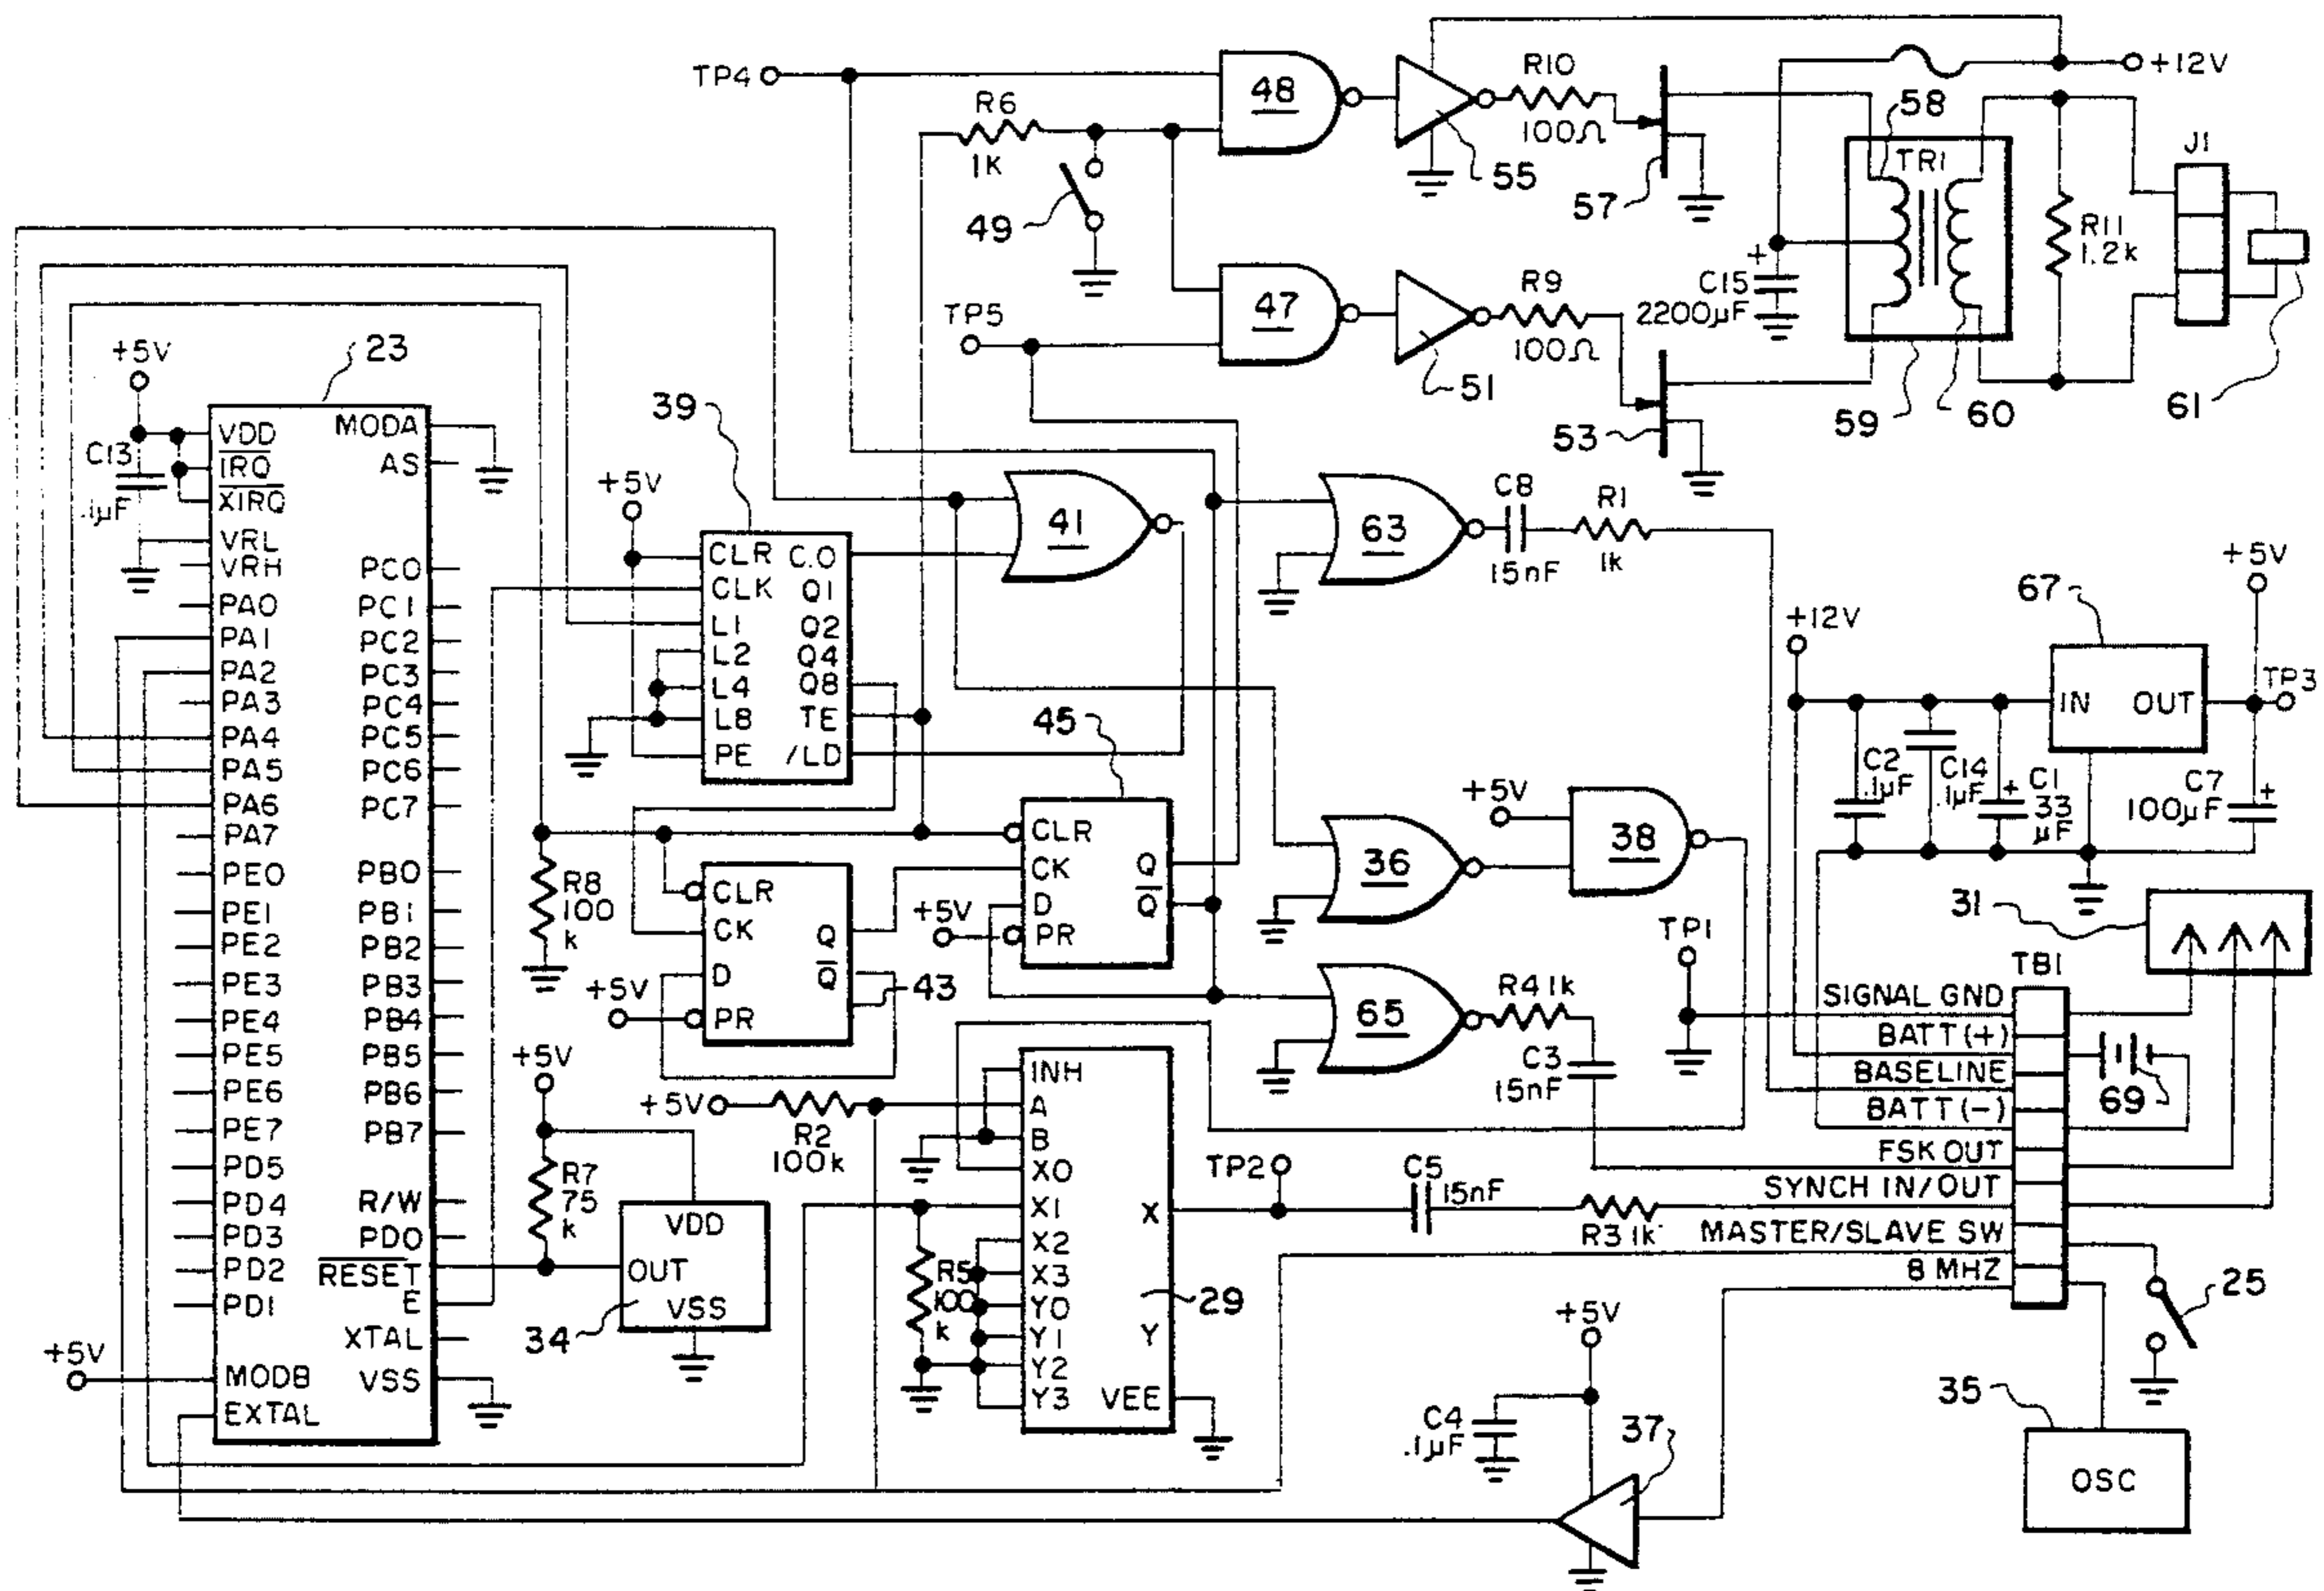 TP4
R6
1K
49
48
55
R10
100Ω
57
+12V
58
TR1
59
60
C15
+
2200µF
R11
1.2k
J1
61
TP5
47
51
R9
100Ω
53
+5V
23
C13
.1µF
VDD
IRQ
XIRQ
VRL
VRH
PA0
PA1
PA2
PA3
PA4
PA5
PA6
PA7
PE0
PE1
PE2
PE3
PE4
PE5
PE6
PE7
PD5
PD4
PD3
PD2
PD1
MODB
EXTAL
+5V
MODA
AS
PC0
PC1
PC2
PC3
PC4
PC5
PC6
PC7
PB0
PB1
PB2
PB3
PB4
PB5
PB6
PB7
R/W
PD0
RESET
E
XTAL
VSS
39
+5V
CLR
CLK
L1
L2
L4
L8
PE
C.O
Q1
Q2
Q4
Q8
TE
/LD
41
63
C8
15nF
R1
1k
R8
100
k
CLR
CK
D
PR
Q
Q
43
+5V
45
CLR
CK
D
PR
Q
Q
+5V
36
+5V
38
65
R4 1k
C3
15nF
+5V
R7
75
k
VDD
OUT
VSS
34
+5V
R2
100k
R5
100
k
INH
A
B
X0
X1
X2
X3
Y0
Y1
Y2
Y3
X
Y
VEE
29
TP2
C5
15nF
R3 1k
+12V
C2
.1µF
C14
.1µF
+
C1
33
µF
67
IN
OUT
+5V
TP3
C7
100µF
+
31
TP1
TB1
SIGNAL GND
BATT (+)
BASELINE
BATT (-)
FSK OUT
SYNCH IN/OUT
MASTER/SLAVE SW
8 MHZ
69
25
35
OSC
+5V
C4
.1µF
37